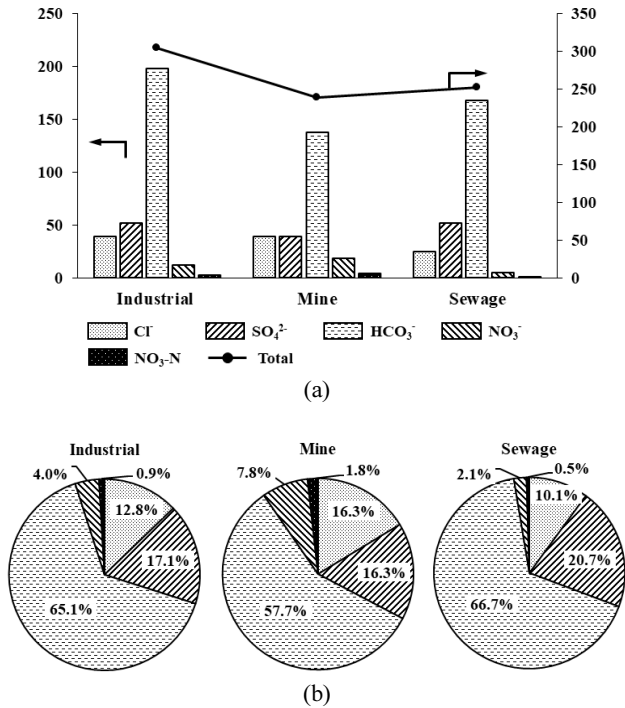 250
200
150
100
50
0
350
300
250
200
150
100
50
0
Industrial Mine Sewage
Cl⁻ SO₄²⁻ HCO₃⁻ NO₃⁻
NO₃-N Total
(a)
Industrial Mine Sewage
4.0% 0.9% 7.8% 1.8% 2.1% 0.5%
12.8% 16.3% 10.1%
17.1% 16.3% 20.7%
65.1% 57.7% 66.7%
(b)